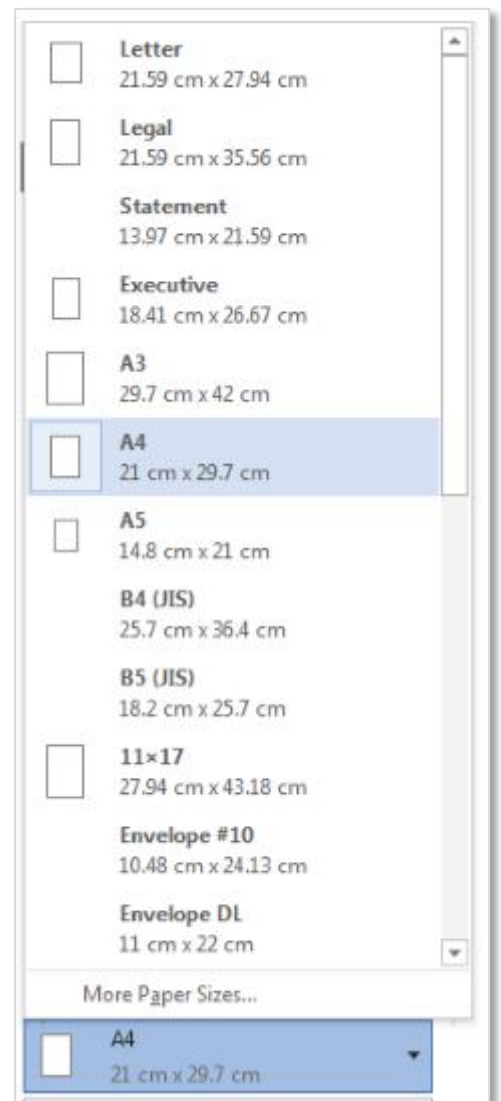 Letter
21.59 cm x 27.94 cm
Legal
21.59 cm x 35.56 cm
Statement
13.97 cm x 21.59 cm
Executive
18.41 cm x 26.67 cm
A3
29.7 cm x 42 cm
A4
21 cm x 29.7 cm
A5
14.8 cm x 21 cm
B4 (JIS)
25.7 cm x 36.4 cm
B5 (JIS)
18.2 cm x 25.7 cm
11×17
27.94 cm x 43.18 cm
Envelope #10
10.48 cm x 24.13 cm
Envelope DL
11 cm x 22 cm
More Paper Sizes...
A4
21 cm x 29.7 cm